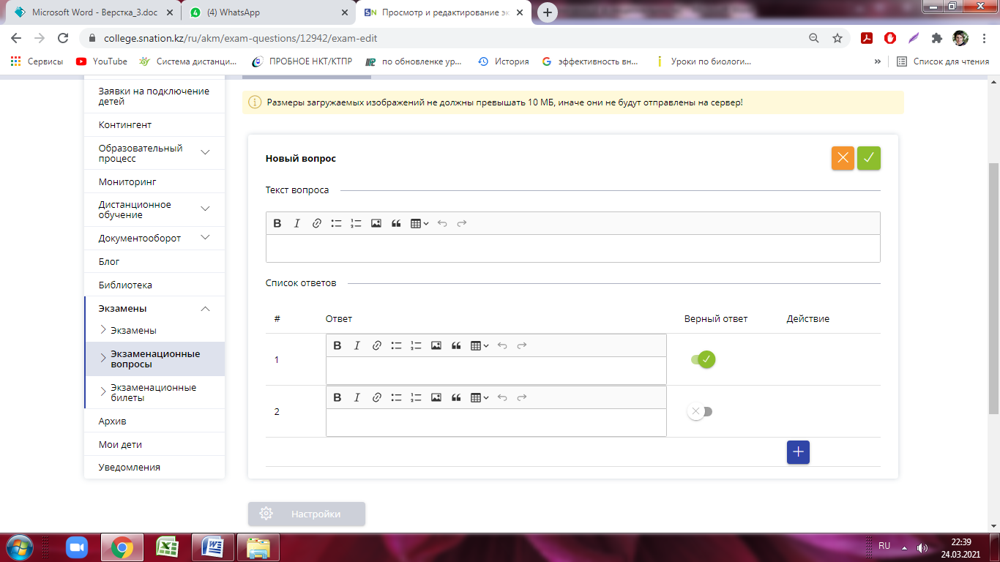 Microsoft Word - Верстка_3.doc
(4) WhatsApp
Просмотр и редактирование эк
college.snation.kz/ru/akm/exam-questions/12942/exam-edit
Сервисы
YouTube
Система дистанци...
ПРОБНОЕ НКТ/КТПР
по обновленке ур...
История
эффективность вн...
Уроки по биологи...
»
Список для чтения
Заявки на подключение
детей
Контингент
Образовательный
процесс
Мониторинг
Дистанционное
обучение
Документооборот
Блог
Библиотека
Экзамены
Экзамены
Экзаменационные
вопросы
Экзаменационные
билеты
Архив
Мои дети
Уведомления
Размеры загружаемых изображений не должны превышать 10 МБ, иначе они не будут отправлены на сервер!
Новый вопрос
Текст вопроса
B I
Список ответов
# Ответ Верный ответ Действие
B I
1
B I
2
Настройки
RU
22:39
24.03.2021